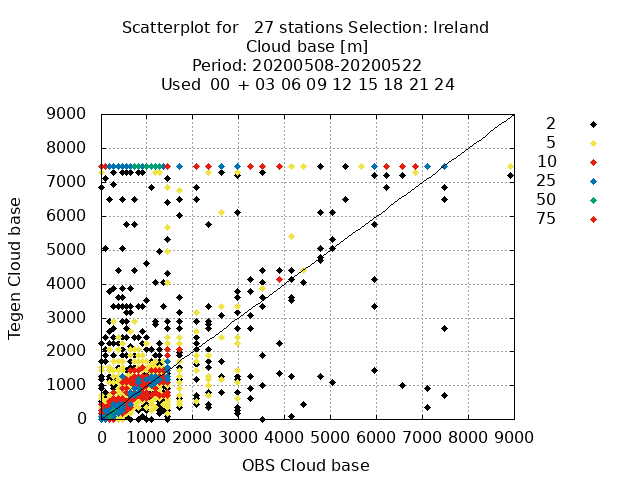 Scatterplot for   27 stations Selection: Ireland
Cloud base [m]
Period: 20200508-20200522
Used  00  + 03 06 09 12 15 18 21 24
9000
8000
7000
6000
5000
4000
3000
2000
1000
0
Tegen Cloud base
0 1000 2000 3000 4000 5000 6000 7000 8000 9000
OBS Cloud base
2
5
10
25
50
75